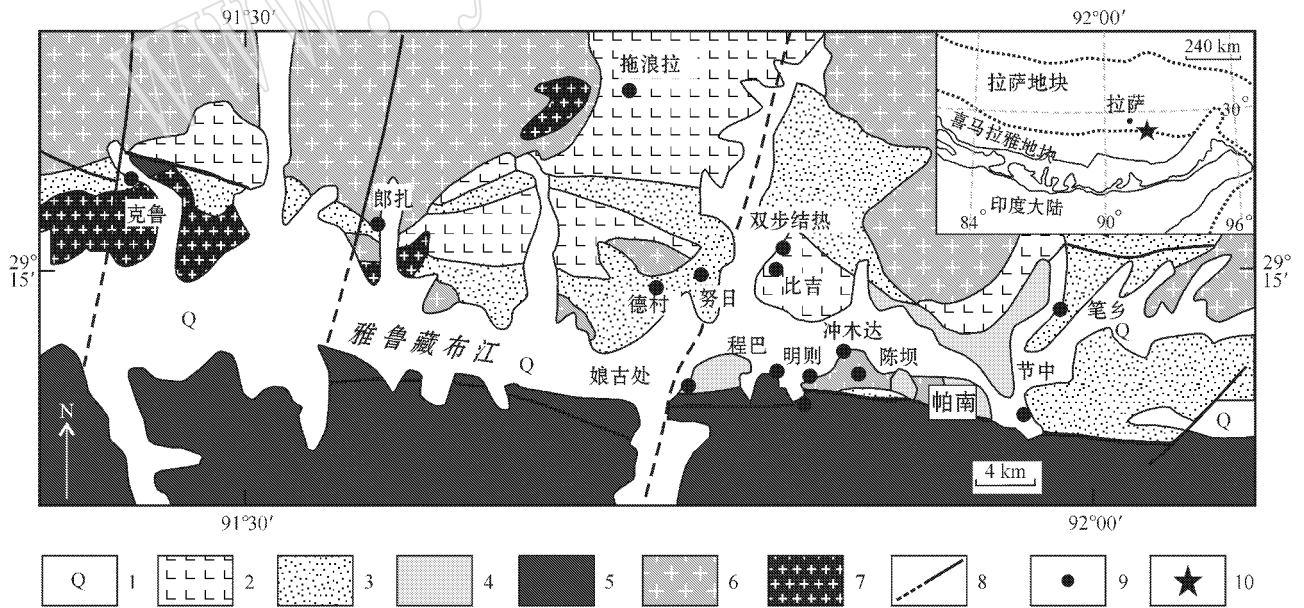 www.
91°30′
92°00′
240 km
拉萨地块
拉萨
30°
喜马拉雅地块
印度大陆
84°
90°
96°
拖浪拉
克鲁
郎扎
双步结热
29°
15′
德村
努日
比吉
笔乡
29°
15′
Q
雅鲁藏布江
Q
Q
冲木达
程巴
明则
陈坝
节中
娘古处
帕南
Q
N
4 km
91°30′
92°00′
Q 1 2 3 4 5 6 7 8 9 10